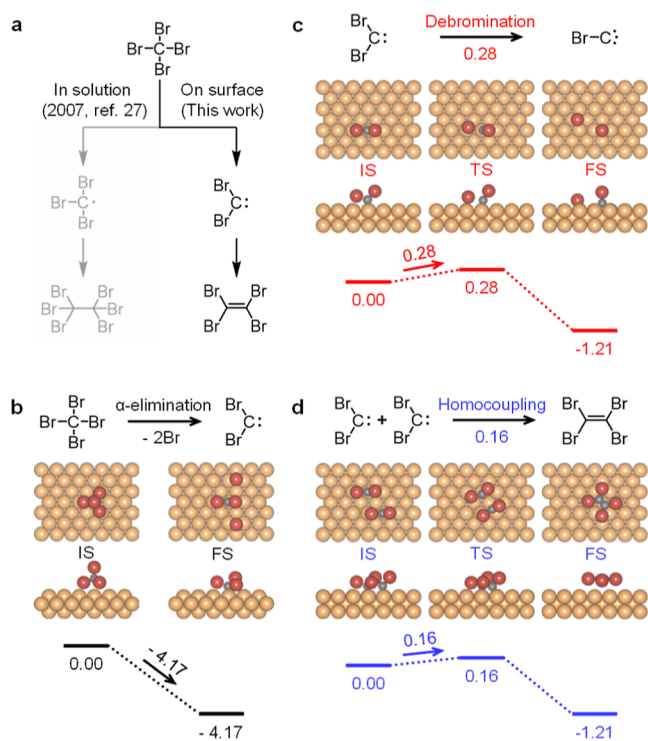 a
Br
Br-C-Br
Br
Br
In solution
(2007, ref. 27)
On surface
(This work)
Br
Br-C·
Br
Br
C:
Br
Br Br
Br Br
Br Br
Br Br
Br Br
b
Br
Br-C-Br
Br
α-elimination
- 2Br
Br
C:
Br
IS
FS
0.00
- 4.17
- 4.17
c
Br
C:
Br
Debromination
0.28
Br-C:
IS
TS
FS
0.28
0.00
0.28
-1.21
d
Br
C:
Br
+
Br
C:
Br
Homocoupling
0.16
Br Br
Br Br
IS
TS
FS
0.16
0.00
0.16
-1.21